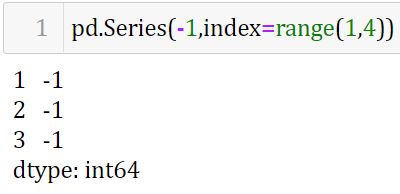 1 pd.Series(-1,index=range(1,4))
1 -1
2 -1
3 -1
dtype: int64